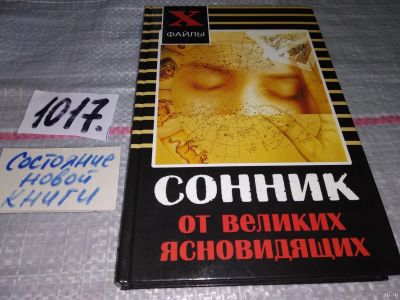 Х
ФАЙЛЫ
1017.
Состояние
новой
книги
СОННИК
ОТ ВЕЛИКИХ
ЯСНОВИДЯЩИХ